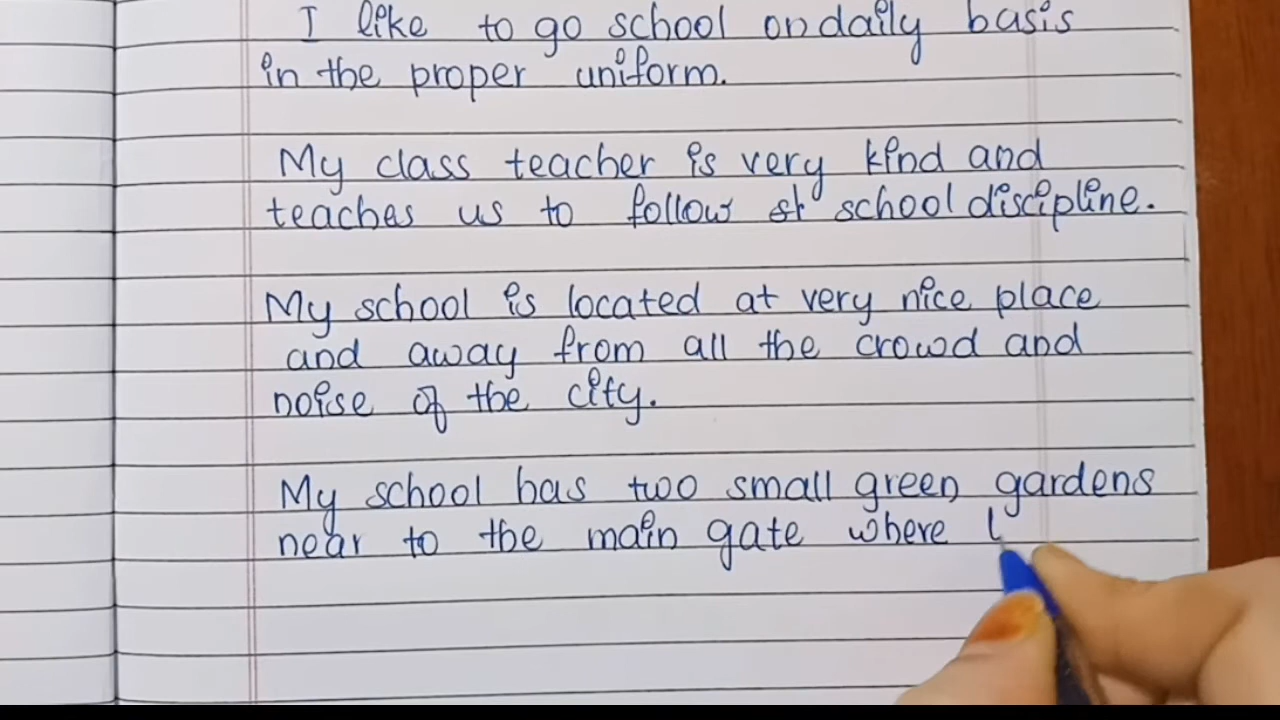 I like to go school on daily basis
in the proper uniform.
My class teacher is very kind and
teaches us to follow st school discipline.
My school is located at very nice place
and away from all the crowd and
noise of the city.
My school has two small green gardens
near to the main gate where